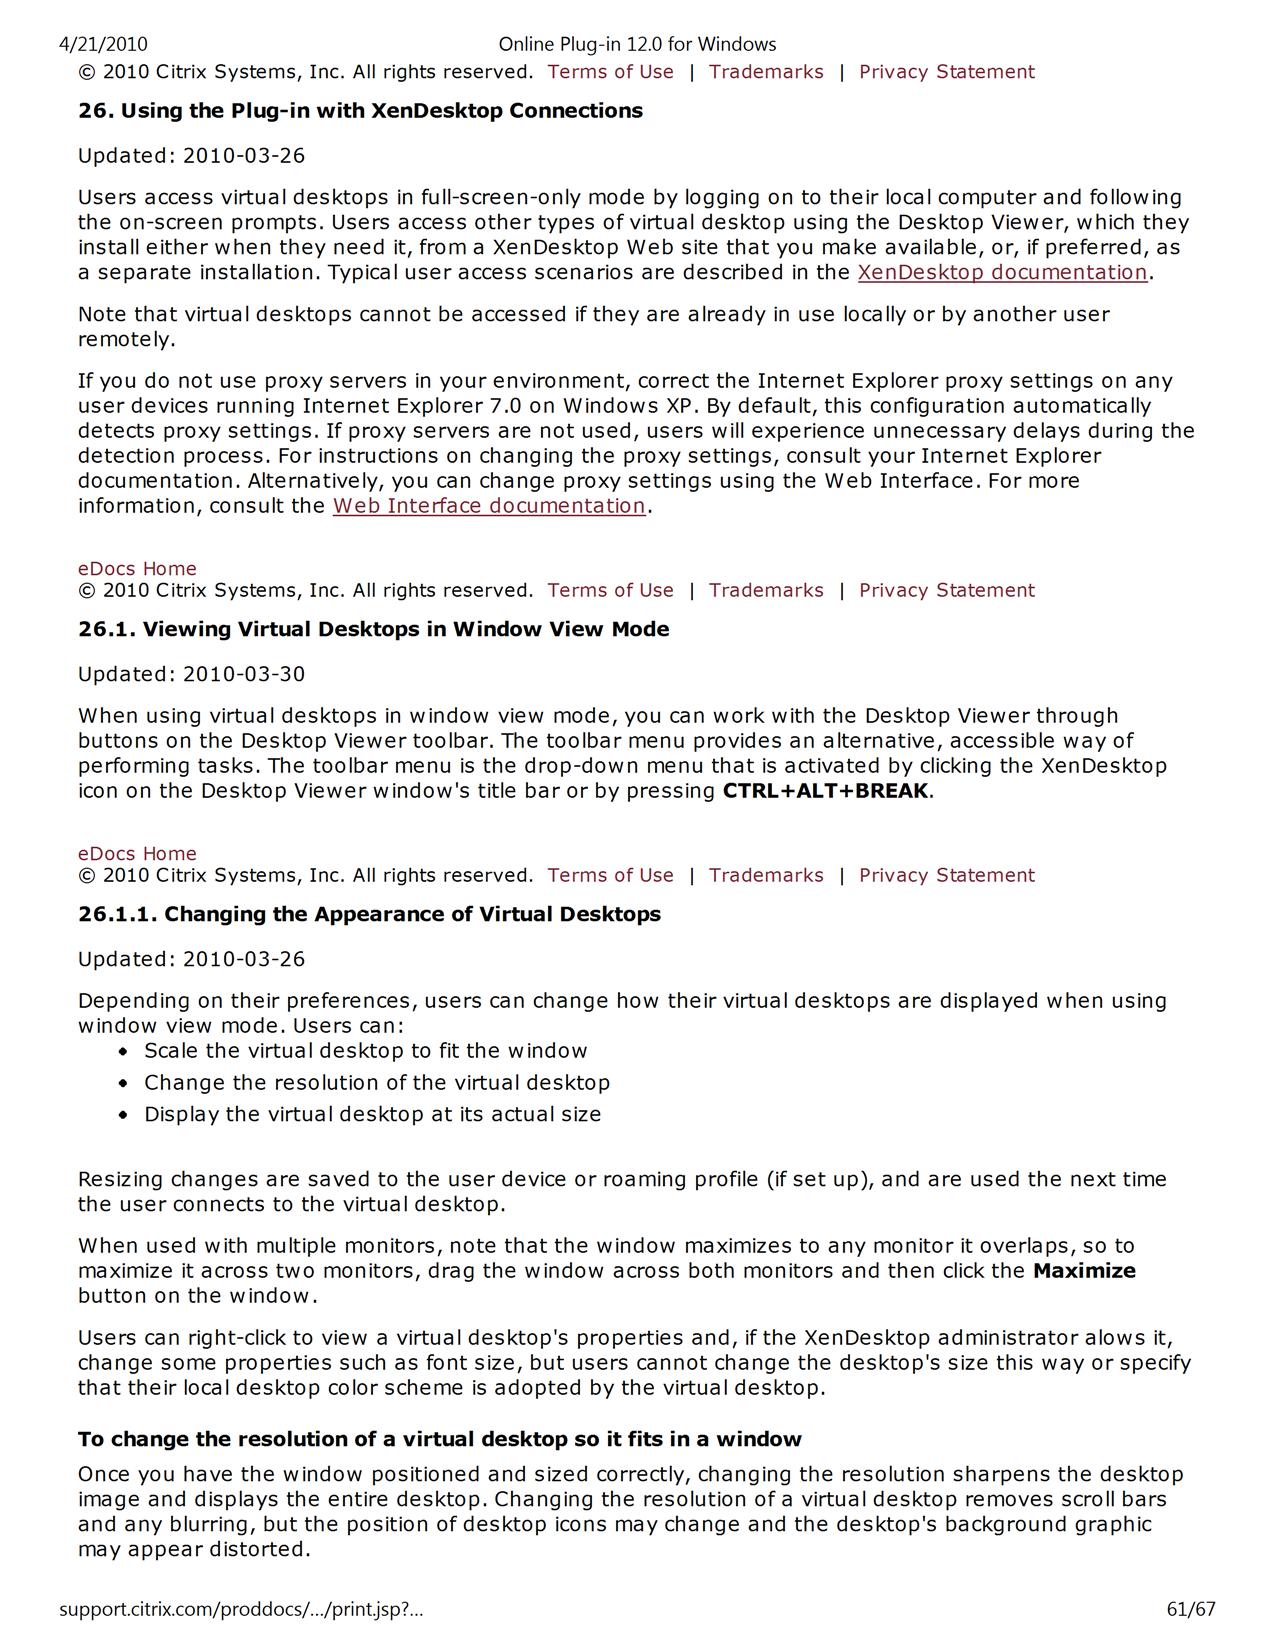 4/21/2010 Online Plug-in 12.0 for Windows
© 2010 Citrix Systems, Inc. All rights reserved. Terms of Use | Trademarks | Privacy Statement
26. Using the Plug-in with XenDesktop Connections
Updated: 2010-03-26
Users access virtual desktops in full-screen-only mode by logging on to their local computer and following
the on-screen prompts. Users access other types of virtual desktop using the Desktop Viewer, which they
install either when they need it, from a XenDesktop Web site that you make available, or, if preferred, as
a separate installation. Typical user access scenarios are described in the XenDesktop documentation.
Note that virtual desktops cannot be accessed if they are already in use locally or by another user
remotely.
If you do not use proxy servers in your environment, correct the Internet Explorer proxy settings on any
user devices running Internet Explorer 7.0 on Windows XP. By default, this configuration automatically
detects proxy settings. If proxy servers are not used, users will experience unnecessary delays during the
detection process. For instructions on changing the proxy settings, consult your Internet Explorer
documentation. Alternatively, you can change proxy settings using the Web Interface. For more
information, consult the Web Interface documentation.
eDocs Home
© 2010 Citrix Systems, Inc. All rights reserved. Terms of Use | Trademarks | Privacy Statement
26.1. Viewing Virtual Desktops in Window View Mode
Updated: 2010-03-30
When using virtual desktops in window view mode, you can work with the Desktop Viewer through
buttons on the Desktop Viewer toolbar. The toolbar menu provides an alternative, accessible way of
performing tasks. The toolbar menu is the drop-down menu that is activated by clicking the XenDesktop
icon on the Desktop Viewer window's title bar or by pressing CTRL+ALT+BREAK.
eDocs Home
© 2010 Citrix Systems, Inc. All rights reserved. Terms of Use | Trademarks | Privacy Statement
26.1.1. Changing the Appearance of Virtual Desktops
Updated: 2010-03-26
Depending on their preferences, users can change how their virtual desktops are displayed when using
window view mode. Users can:
• Scale the virtual desktop to fit the window
• Change the resolution of the virtual desktop
• Display the virtual desktop at its actual size
Resizing changes are saved to the user device or roaming profile (if set up), and are used the next time
the user connects to the virtual desktop.
When used with multiple monitors, note that the window maximizes to any monitor it overlaps, so to
maximize it across two monitors, drag the window across both monitors and then click the Maximize
button on the window.
Users can right-click to view a virtual desktop's properties and, if the XenDesktop administrator alows it,
change some properties such as font size, but users cannot change the desktop's size this way or specify
that their local desktop color scheme is adopted by the virtual desktop.
To change the resolution of a virtual desktop so it fits in a window
Once you have the window positioned and sized correctly, changing the resolution sharpens the desktop
image and displays the entire desktop. Changing the resolution of a virtual desktop removes scroll bars
and any blurring, but the position of desktop icons may change and the desktop's background graphic
may appear distorted.
support.citrix.com/proddocs/.../print.jsp?... 61/67